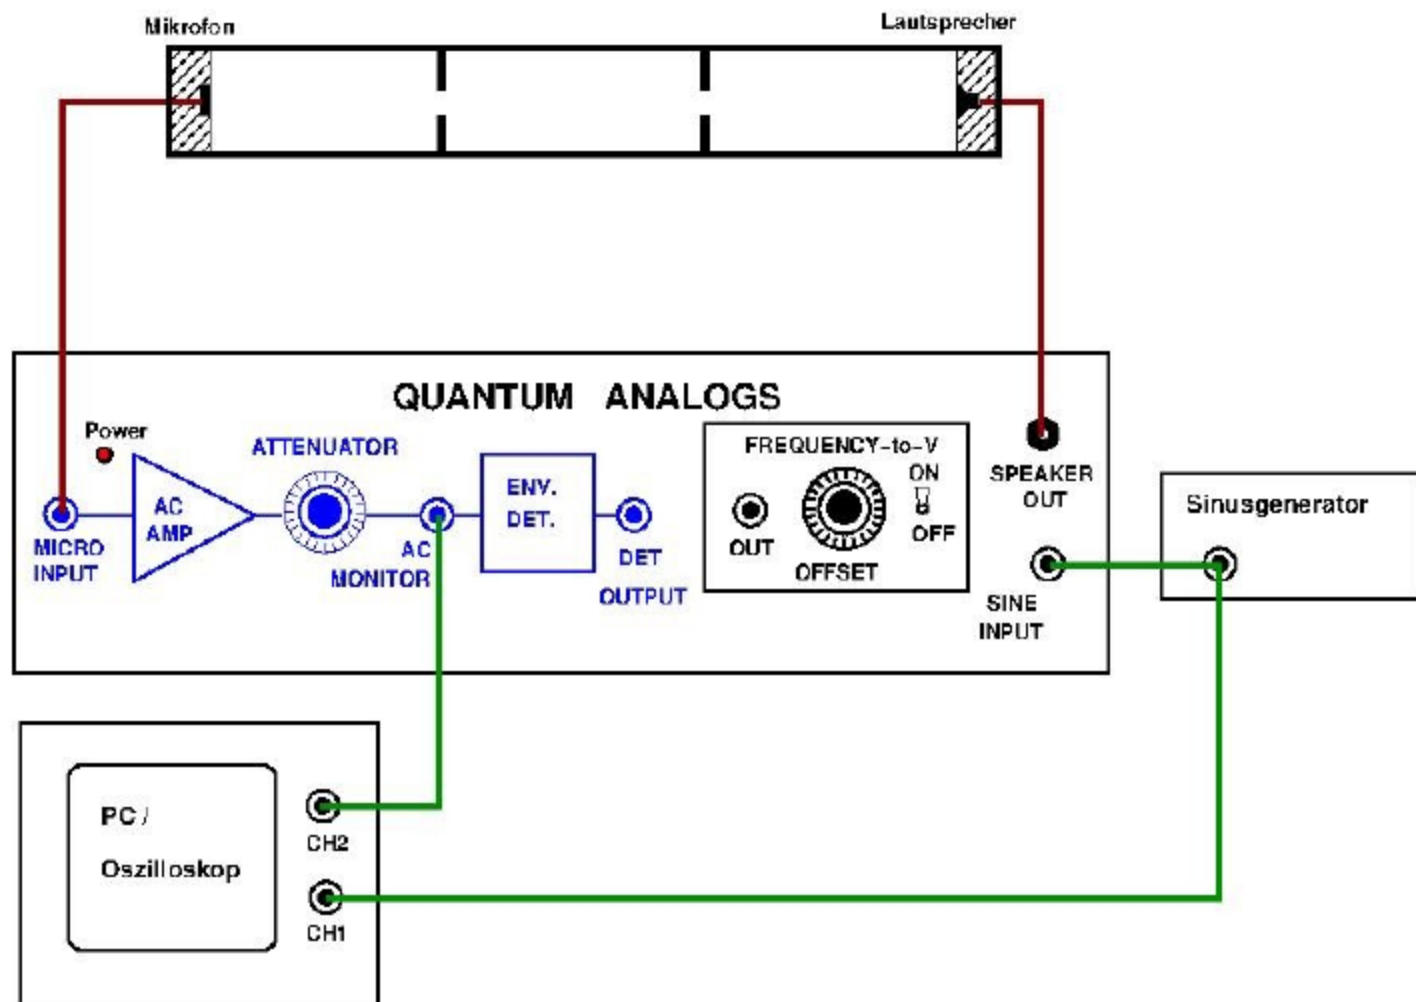 Mikrofon
Lautsprecher
QUANTUM ANALOGS
Power
ATTENUATOR
AC
AMP
MICRO
INPUT
AC
MONITOR
ENV.
DET.
DET
OUTPUT
FREQUENCY-to-V
ON
OFF
OUT
OFFSET
SPEAKER
OUT
SINE
INPUT
Sinusgenerator
PC /
Oszilloskop
CH2
CH1